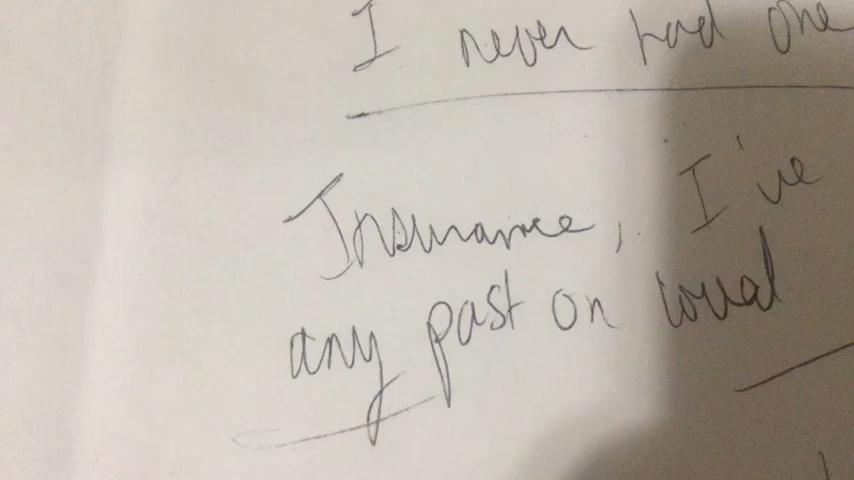 I never had one
Insurance, I've
any past on